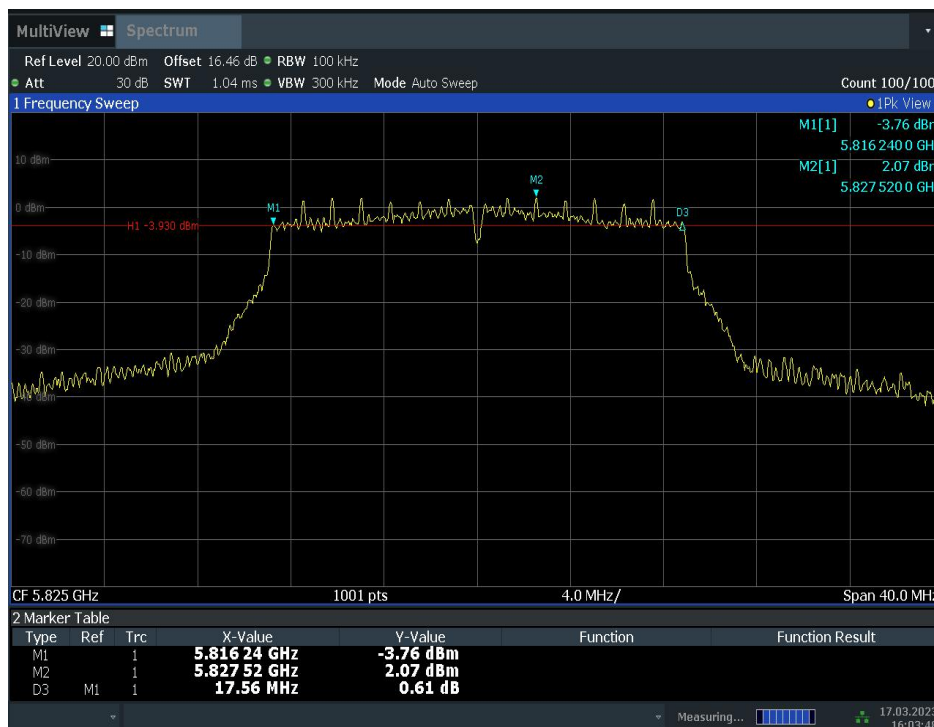 MultiView Spectrum
Ref Level 20.00 dBm Offset 16.46 dB RBW 100 kHz
Att 30 dB SWT 1.04 ms VBW 300 kHz Mode Auto Sweep Count 100/100
1 Frequency Sweep 1Pk View
M1[1] -3.76 dBr
5.816 240 0 GH
M2[1] 2.07 dBr
5.827 520 0 GH
10 dBm
M2
0 dBm
M1
D3
H1 -3.930 dBm
-10 dBm
-20 dBm
-30 dBm
-40 dBm
-50 dBm
-60 dBm
-70 dBm
CF 5.825 GHz 1001 pts 4.0 MHz/ Span 40.0 MHz
2 Marker Table
Type Ref Trc X-Value Y-Value Function Function Result
M1 1 5.816 24 GHz -3.76 dBm
M2 1 5.827 52 GHz 2.07 dBm
D3 M1 1 17.56 MHz 0.61 dB
Measuring... 17.03.2023